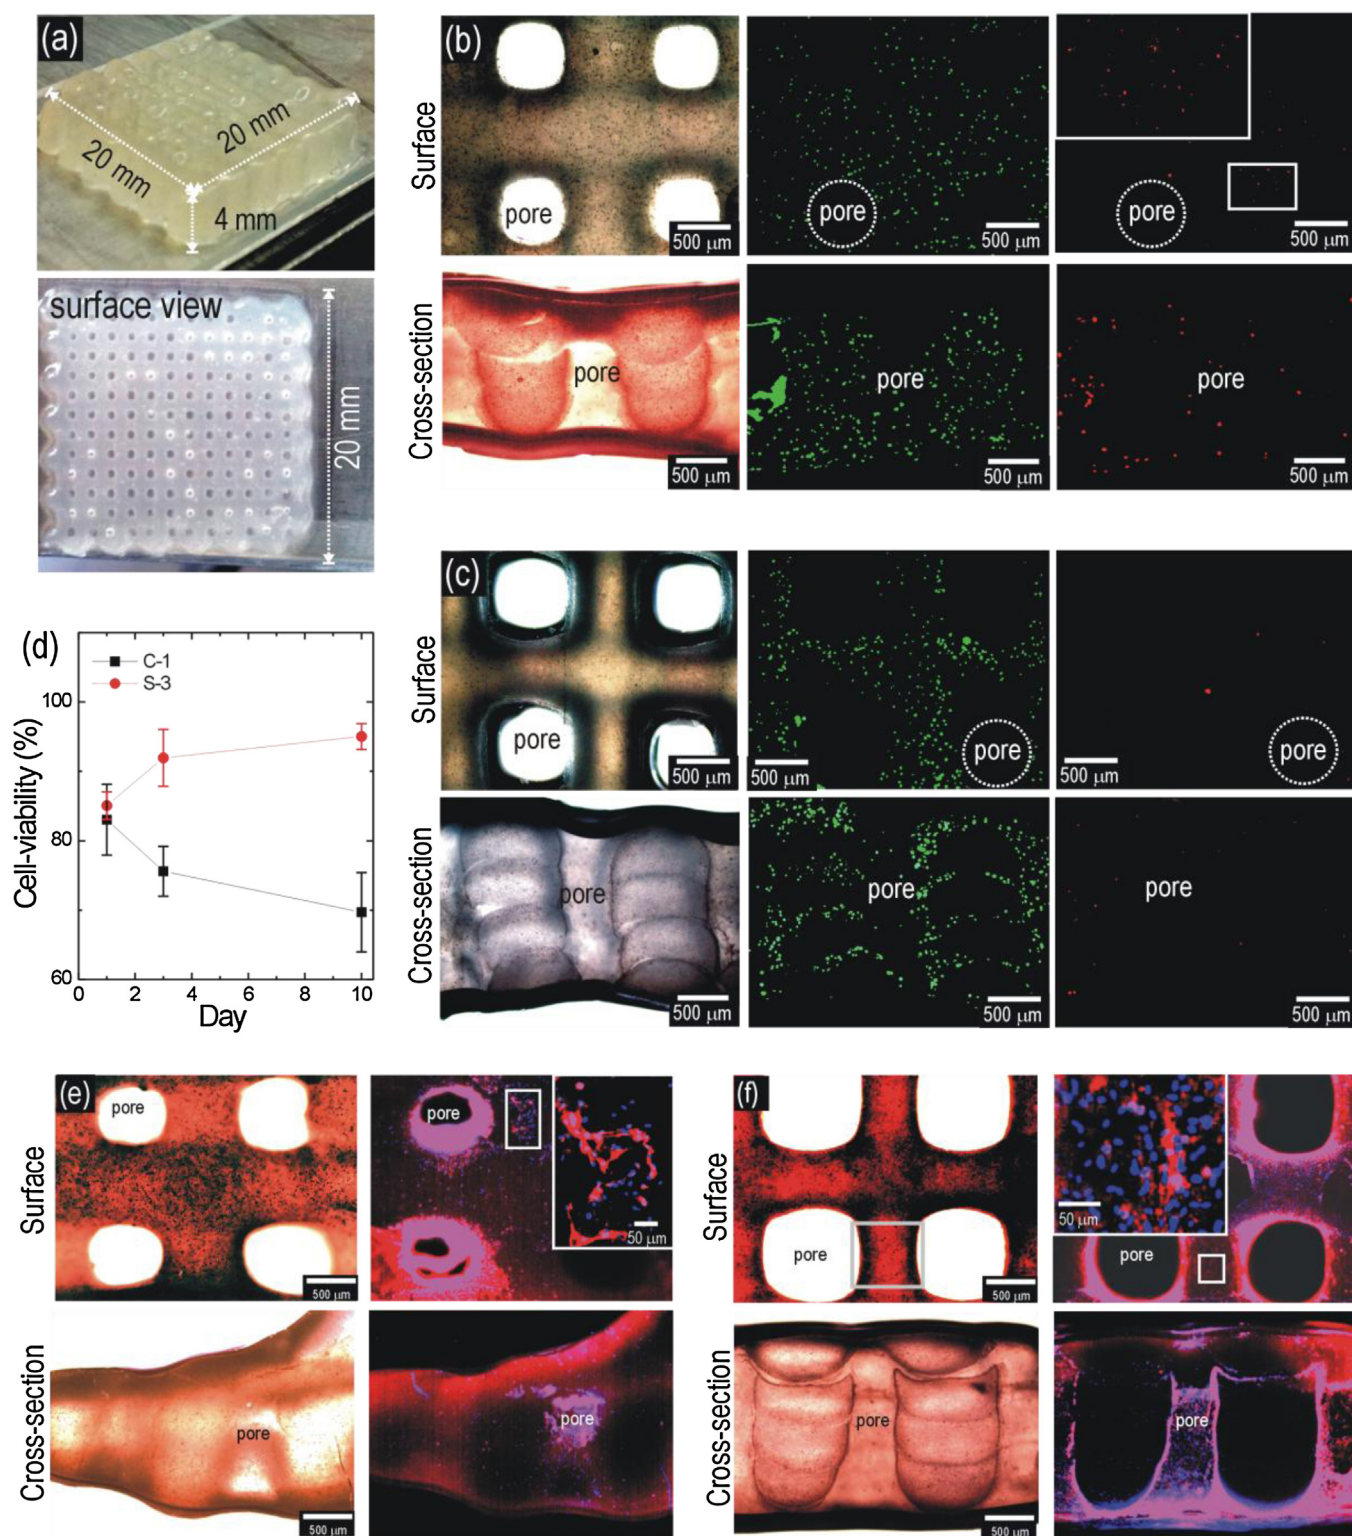 (a)
20 mm
20 mm
4 mm
surface view
20 mm
(b)
Surface
pore
500 μm
pore
500 μm
pore
500 μm
Cross-section
pore
500 μm
pore
500 μm
pore
500 μm
(c)
Surface
pore
500 μm
pore
500 μm
pore
500 μm
Cross-section
pore
500 μm
pore
500 μm
pore
500 μm
(d)
C-1
S-3
Cell-viability (%)
100
80
60
0 2 4 6 8 10
Day
(e)
Surface
pore
500 μm
pore
50 μm
Cross-section
pore
500 μm
pore
(f)
Surface
pore
500 μm
50 μm
pore
Cross-section
pore
500 μm
pore